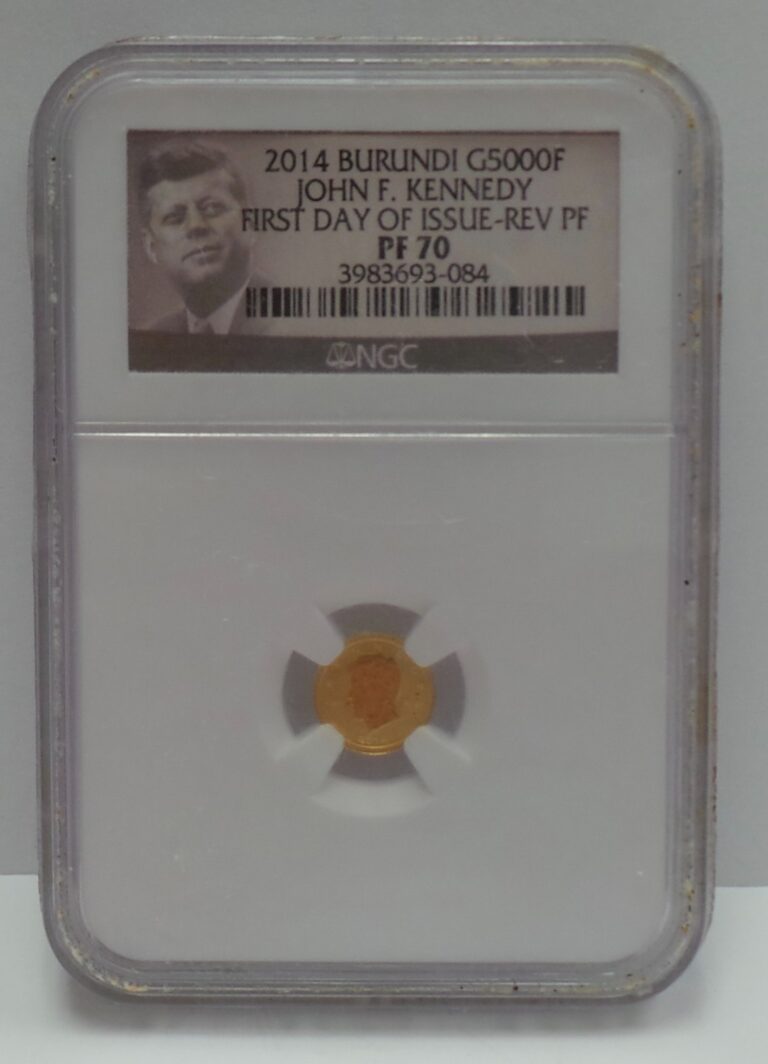 2014 BURUNDI G5000F
JOHN F. KENNEDY
FIRST DAY OF ISSUE-REV PF
PF 70
3983693-084
NGC